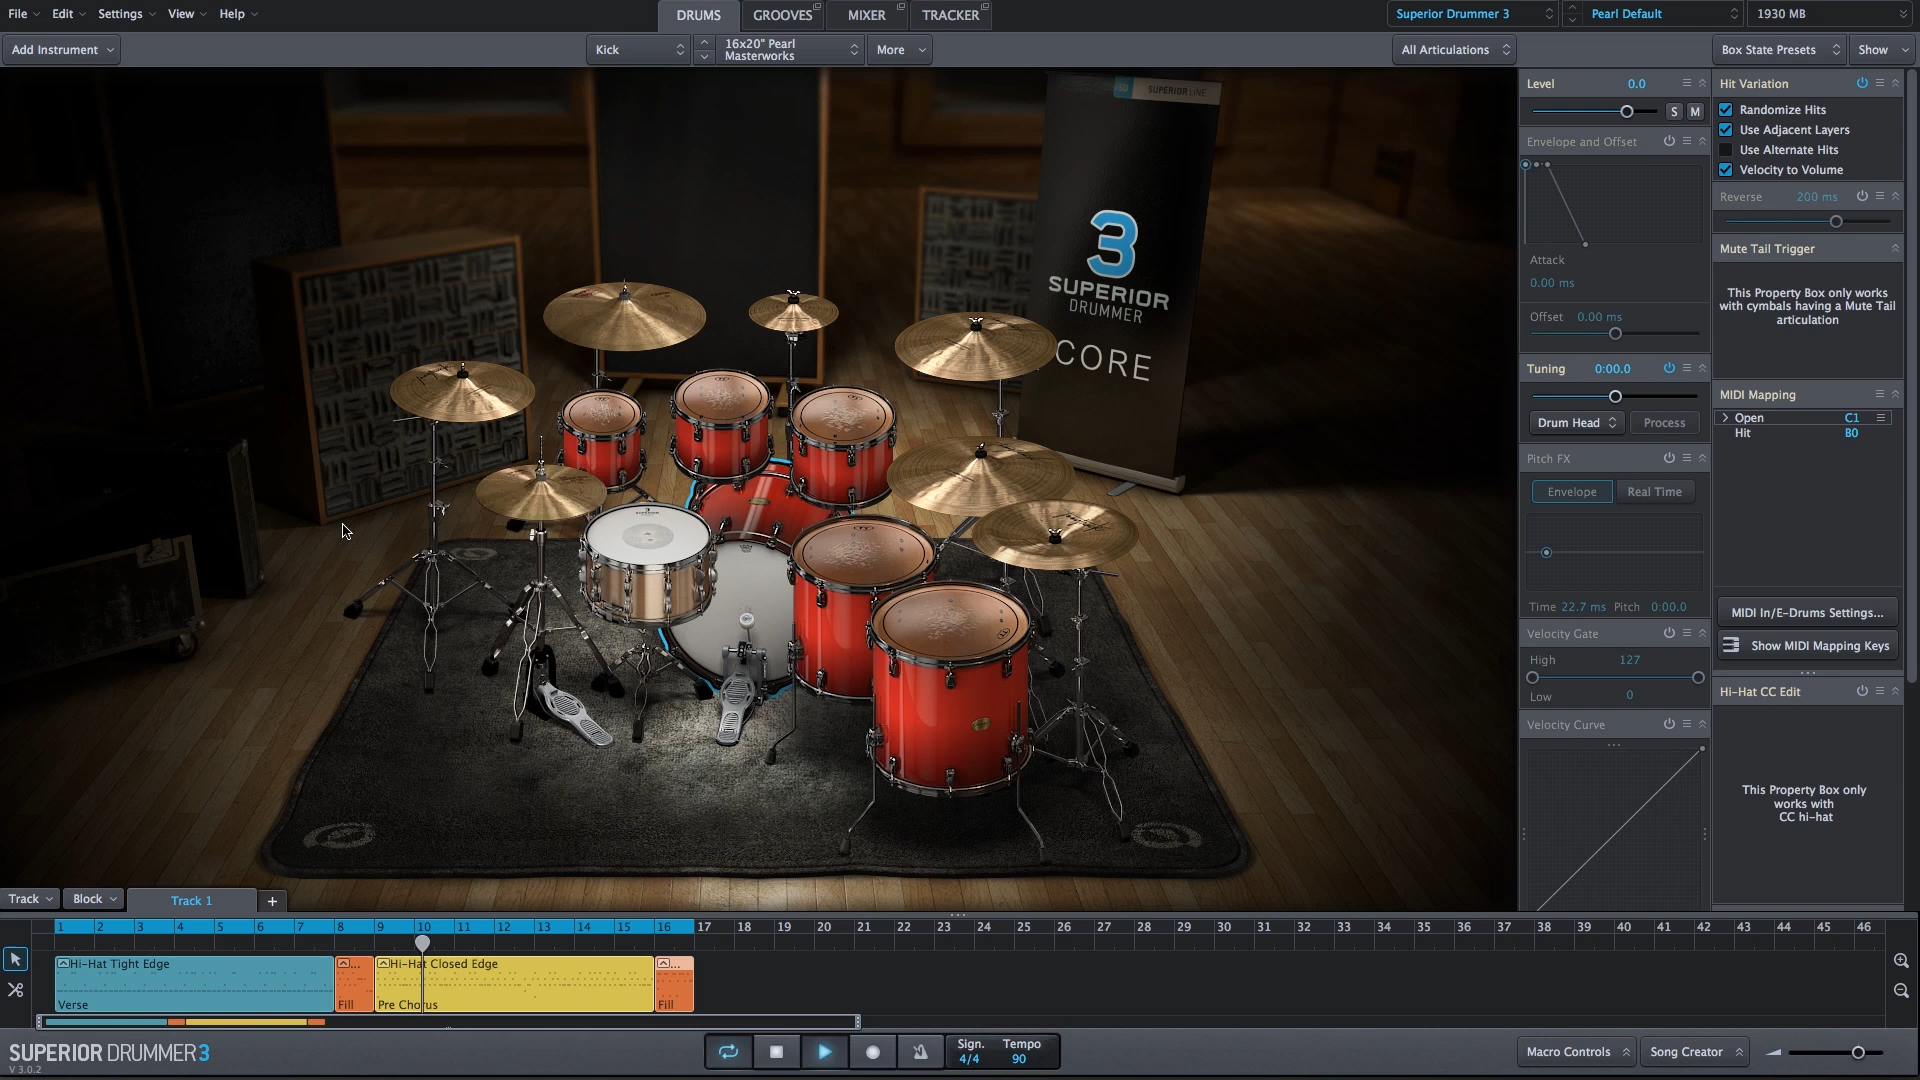 File Edit Settings View Help
DRUMS GROOVES MIXER TRACKER
Superior Drummer 3 Pearl Default 1930 MB
Add Instrument
Kick 16x20" Pearl Masterworks More
All Articulations Box State Presets Show
SUPERIOR LINE
3
SUPERIOR
DRUMMER
CORE
Level 0.0
S M
Envelope and Offset
Attack
0.00 ms
Offset 0.00 ms
Tuning 0:00.0
Drum Head Process
Pitch FX
Envelope Real Time
Time 22.7 ms Pitch 0:00.0
Velocity Gate
High 127
Low 0
Velocity Curve
Hit Variation
Randomize Hits
Use Adjacent Layers
Use Alternate Hits
Velocity to Volume
Reverse 200 ms
Mute Tail Trigger
This Property Box only works
with cymbals having a Mute Tail
articulation
MIDI Mapping
Open C1
Hit B0
MIDI In/E-Drums Settings...
Show MIDI Mapping Keys
Hi-Hat CC Edit
This Property Box only
works with
CC hi-hat
Track Block Track 1 +
1 2 3 4 5 6 7 8 9 10 11 12 13 14 15 16 17 18 19 20 21 22 23 24 25 26 27 28 29 30 31 32 33 34 35 36 37 38 39 40 41 42 43 44 45 46
Hi-Hat Tight Edge ... Hi-Hat Closed Edge ...
Verse Fill Pre Chorus Fill
SUPERIOR DRUMMER 3
V 3.0.2
Sign. Tempo
4/4 90
Macro Controls Song Creator